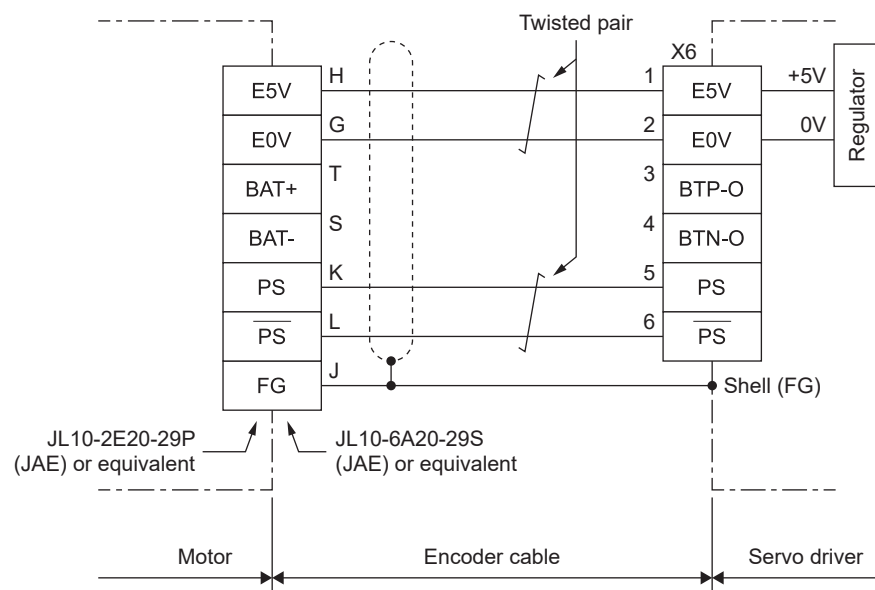 Twisted pair
X6
E5V H 1 E5V +5V
E0V G 2 E0V 0V
Regulator
BAT+ T 3 BTP-O
BAT- S 4 BTN-O
PS K 5 PS
P̅S̅ L 6 P̅S̅
FG J Shell (FG)
JL10-2E20-29P
(JAE) or equivalent
JL10-6A20-29S
(JAE) or equivalent
Motor Encoder cable Servo driver